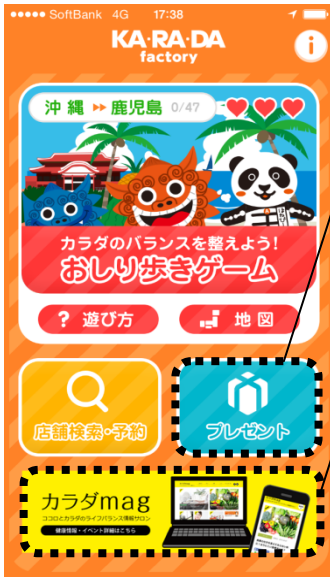 SoftBank 4G 17:38
KA·RA·DA
factory
i
沖縄 ▸▸ 鹿児島 0/47
カラダのバランスを整えよう!
おしり歩きゲーム
? 遊び方
地図
店舗検索・予約
プレゼント
カラダmag
ココロとカラダのライフバランス情報サロン
健康情報・イベント詳細はこちら